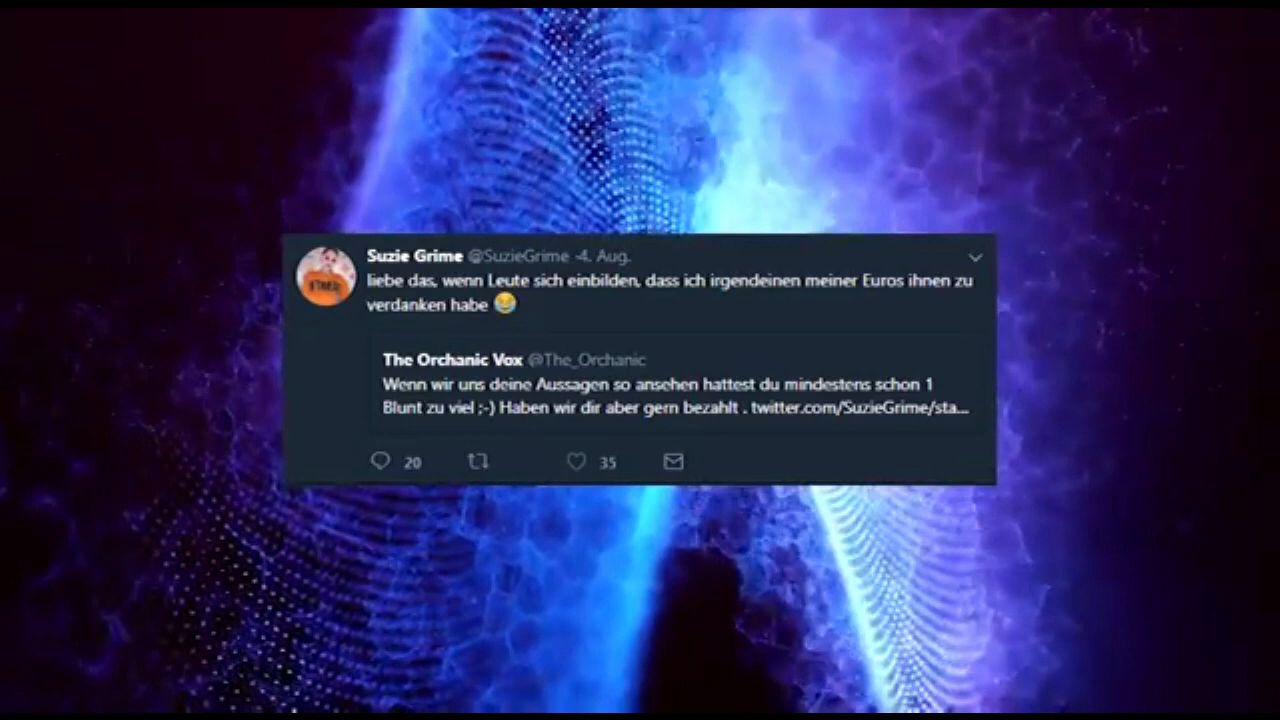 Suzie Grime @SuzieGrime · 4. Aug.
liebe das, wenn Leute sich einbilden, dass ich irgendeinen meiner Euros ihnen zu
verdanken habe 😂
The Orchanic Vox @The_Orchanic
Wenn wir uns deine Aussagen so ansehen hattest du mindestens schon 1
Blunt zu viel ;-) Haben wir dir aber gern bezahlt . twitter.com/SuzieGrime/sta...
20 35